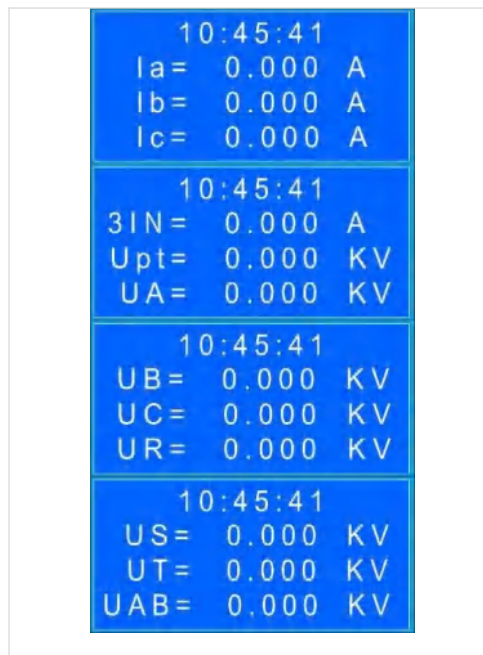 10:45:41
Ia= 0.000 A
Ib= 0.000 A
Ic= 0.000 A
10:45:41
3IN= 0.000 A
Upt= 0.000 KV
UA= 0.000 KV
10:45:41
UB= 0.000 KV
UC= 0.000 KV
UR= 0.000 KV
10:45:41
US= 0.000 KV
UT= 0.000 KV
UAB= 0.000 KV